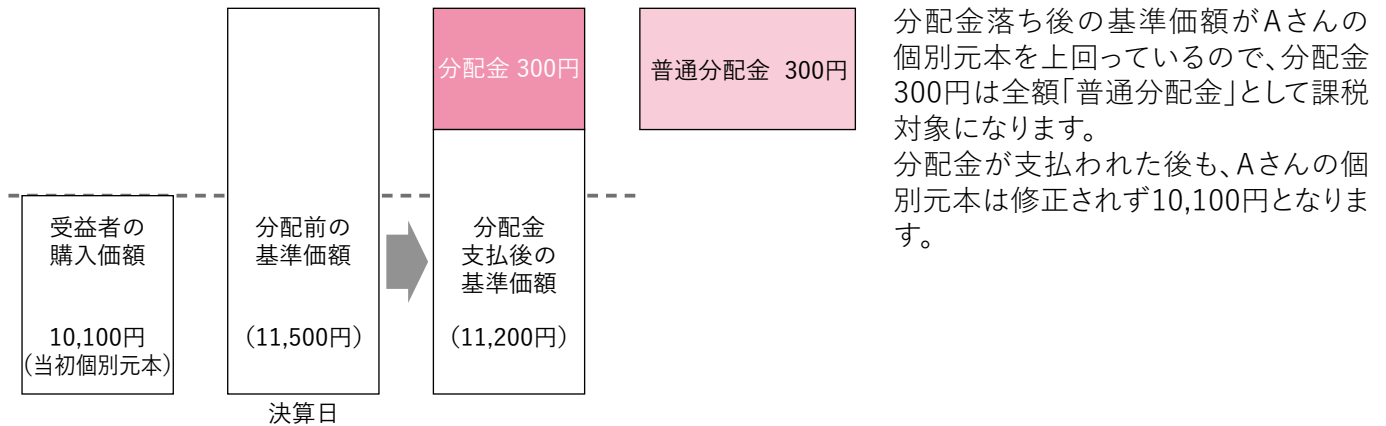 受益者の
購入価額
10,100円
(当初個別元本)
分配前の
基準価額
(11,500円)
決算日
分配金 300円
分配金
支払後の
基準価額
(11,200円)
普通分配金 300円
分配金落ち後の基準価額がAさんの
個別元本を上回っているので、分配金
300円は全額「普通分配金」として課税
対象になります。
分配金が支払われた後も、Aさんの個
別元本は修正されず10,100円となりま
す。